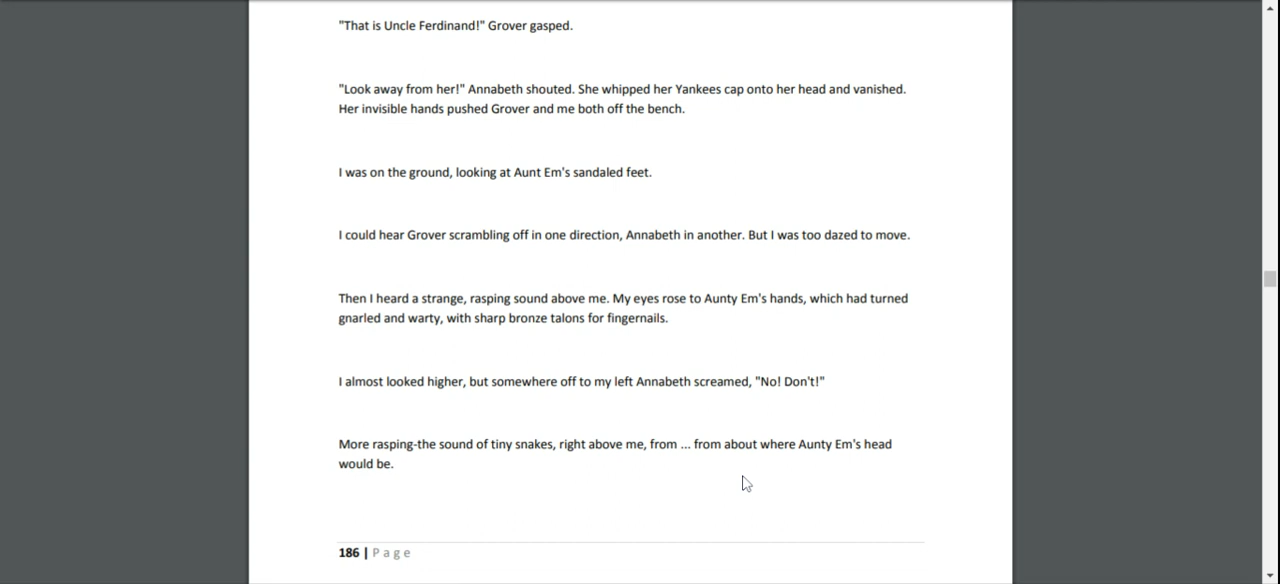 "That is Uncle Ferdinand!" Grover gasped.
"Look away from her!" Annabeth shouted. She whipped her Yankees cap onto her head and vanished.
Her invisible hands pushed Grover and me both off the bench.
I was on the ground, looking at Aunt Em's sandaled feet.
I could hear Grover scrambling off in one direction, Annabeth in another. But I was too dazed to move.
Then I heard a strange, rasping sound above me. My eyes rose to Aunty Em's hands, which had turned
gnarled and warty, with sharp bronze talons for fingernails.
I almost looked higher, but somewhere off to my left Annabeth screamed, "No! Don't!"
More rasping-the sound of tiny snakes, right above me, from ... from about where Aunty Em's head
would be.
186 | Page